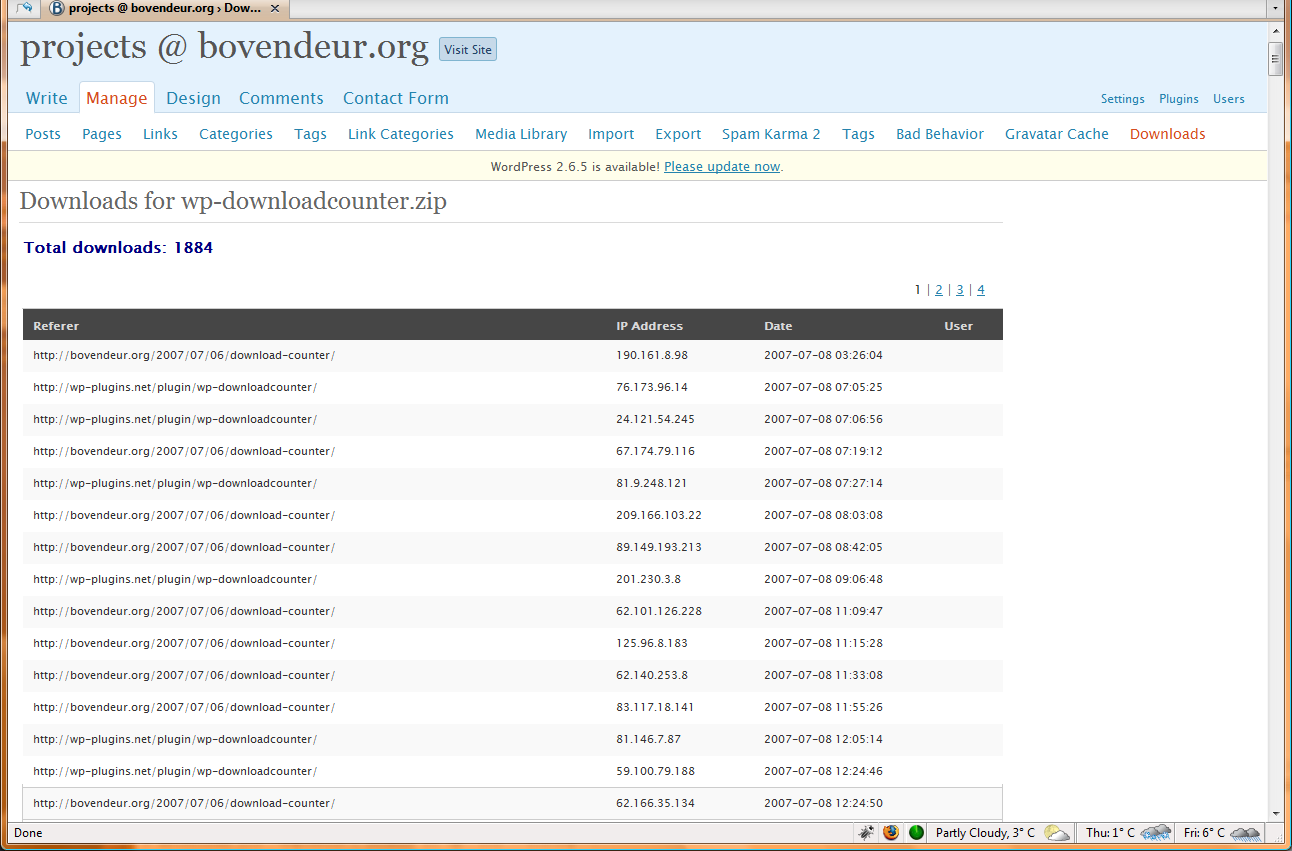 projects @ bovendeur.org › Dow...
projects @ bovendeur.org Visit Site
Write Manage Design Comments Contact Form Settings Plugins Users
Posts Pages Links Categories Tags Link Categories Media Library Import Export Spam Karma 2 Tags Bad Behavior Gravatar Cache Downloads
WordPress 2.6.5 is available! Please update now.
Downloads for wp-downloadcounter.zip
Total downloads: 1884
1 | 2 | 3 | 4
Referer IP Address Date User
http://bovendeur.org/2007/07/06/download-counter/ 190.161.8.98 2007-07-08 03:26:04
http://wp-plugins.net/plugin/wp-downloadcounter/ 76.173.96.14 2007-07-08 07:05:25
http://wp-plugins.net/plugin/wp-downloadcounter/ 24.121.54.245 2007-07-08 07:06:56
http://bovendeur.org/2007/07/06/download-counter/ 67.174.79.116 2007-07-08 07:19:12
http://wp-plugins.net/plugin/wp-downloadcounter/ 81.9.248.121 2007-07-08 07:27:14
http://bovendeur.org/2007/07/06/download-counter/ 209.166.103.22 2007-07-08 08:03:08
http://bovendeur.org/2007/07/06/download-counter/ 89.149.193.213 2007-07-08 08:42:05
http://wp-plugins.net/plugin/wp-downloadcounter/ 201.230.3.8 2007-07-08 09:06:48
http://bovendeur.org/2007/07/06/download-counter/ 62.101.126.228 2007-07-08 11:09:47
http://bovendeur.org/2007/07/06/download-counter/ 125.96.8.183 2007-07-08 11:15:28
http://bovendeur.org/2007/07/06/download-counter/ 62.140.253.8 2007-07-08 11:33:08
http://bovendeur.org/2007/07/06/download-counter/ 83.117.18.141 2007-07-08 11:55:26
http://wp-plugins.net/plugin/wp-downloadcounter/ 81.146.7.87 2007-07-08 12:05:14
http://wp-plugins.net/plugin/wp-downloadcounter/ 59.100.79.188 2007-07-08 12:24:46
http://bovendeur.org/2007/07/06/download-counter/ 62.166.35.134 2007-07-08 12:24:50
Done Partly Cloudy, 3° C Thu: 1° C Fri: 6° C